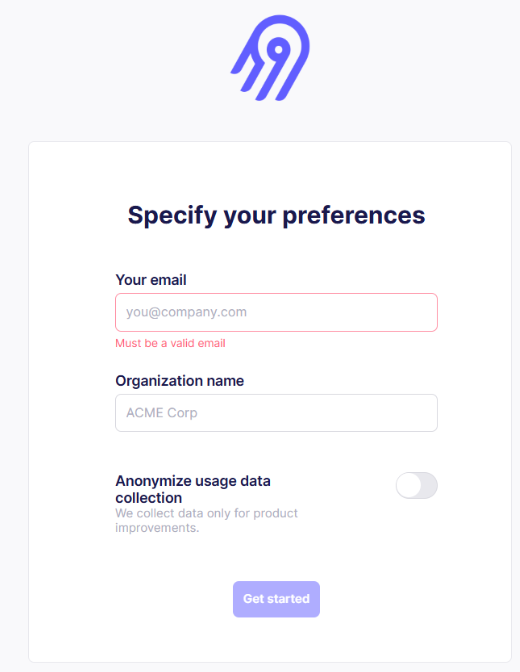 Specify your preferences
Your email
you@company.com
Must be a valid email
Organization name
ACME Corp
Anonymize usage data
collection
We collect data only for product
improvements.
Get started